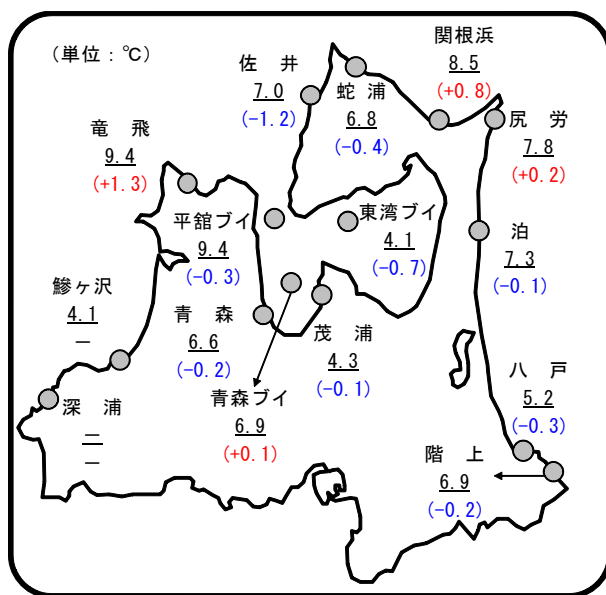 (単位：℃)
関根浜
8.5
(+0.8)
佐井
7.0
(-1.2)
蛇浦
6.8
(-0.4)
尻労
7.8
(+0.2)
竜飛
9.4
(+1.3)
平舘ブイ
9.4
(-0.3)
東湾ブイ
4.1
(-0.7)
泊
7.3
(-0.1)
鰺ヶ沢
4.1
－
青森
6.6
(-0.2)
茂浦
4.3
(-0.1)
八戸
5.2
(-0.3)
深浦
－
－
青森ブイ
6.9
(+0.1)
階上
6.9
(-0.2)